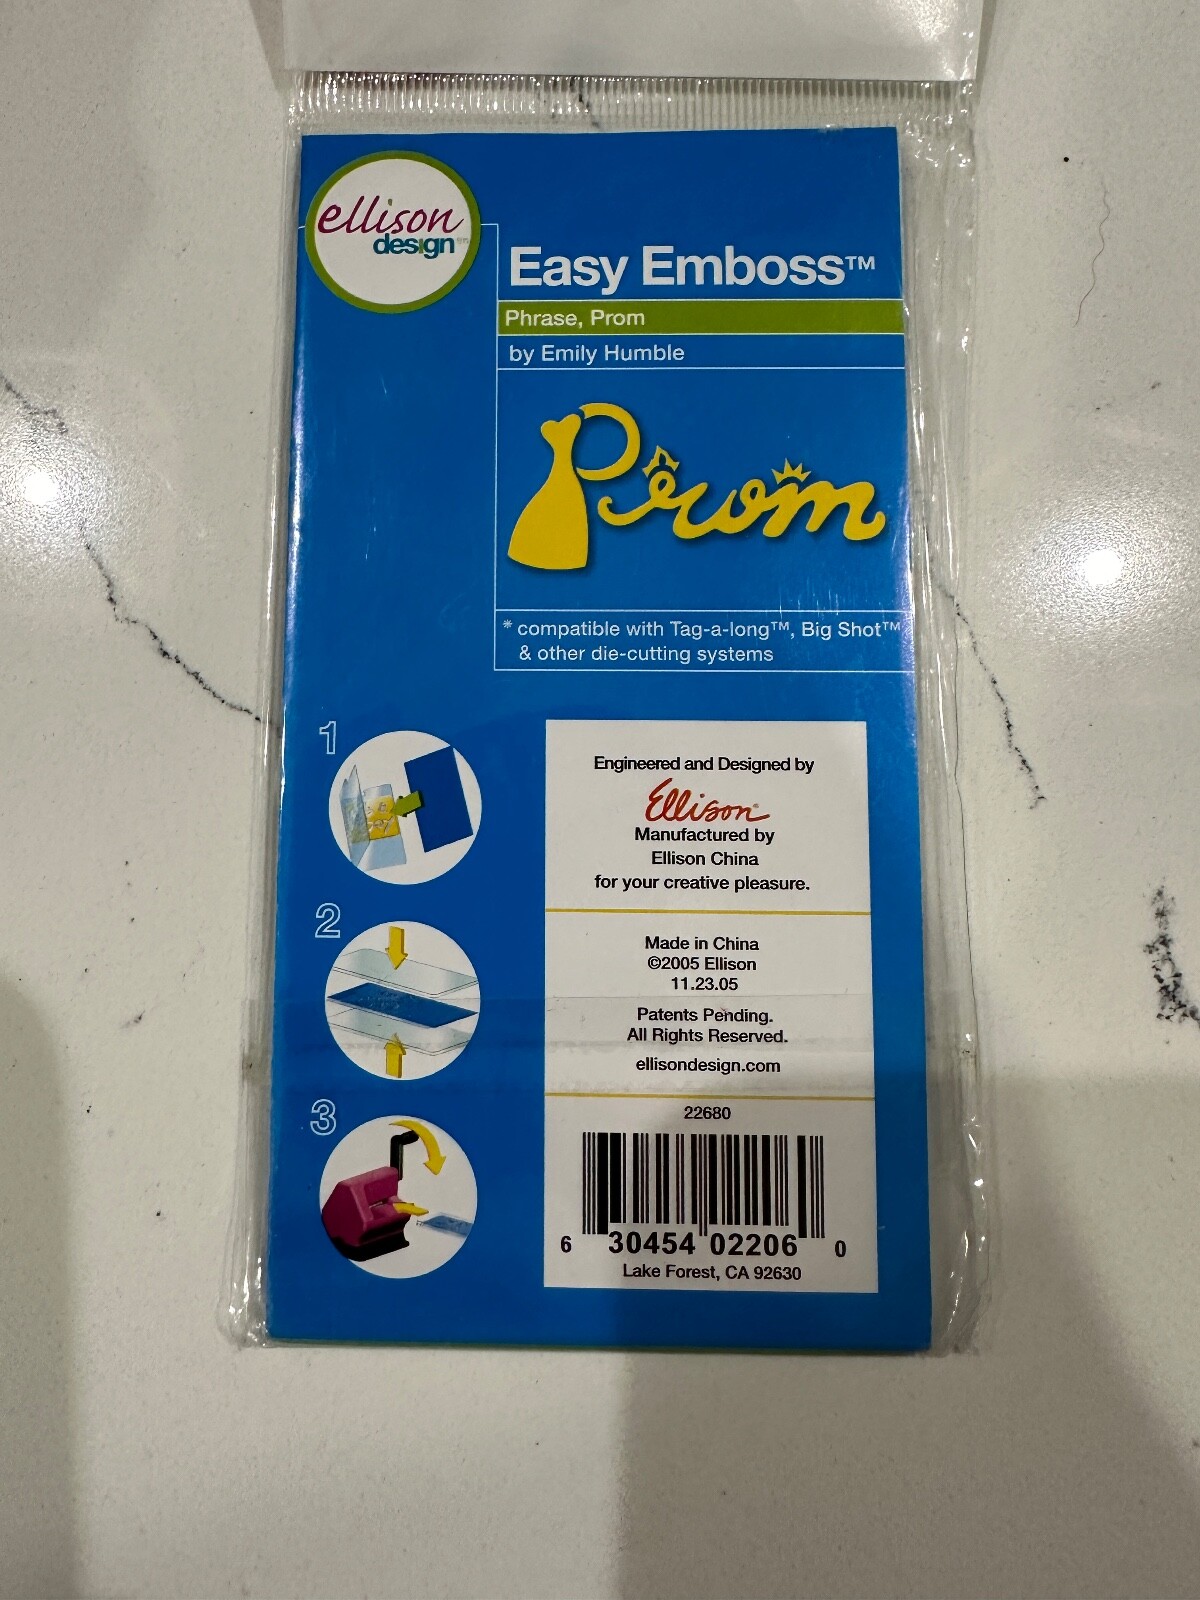 ellison
design
Easy Emboss™
Phrase, Prom
by Emily Humble
Prom
* compatible with Tag-a-long™, Big Shot™
& other die-cutting systems
1
2
3
Engineered and Designed by
Ellison®
Manufactured by
Ellison China
for your creative pleasure.
Made in China
©2005 Ellison
11.23.05
Patents Pending.
All Rights Reserved.
ellisondesign.com
22680
6 30454 02206 0
Lake Forest, CA 92630